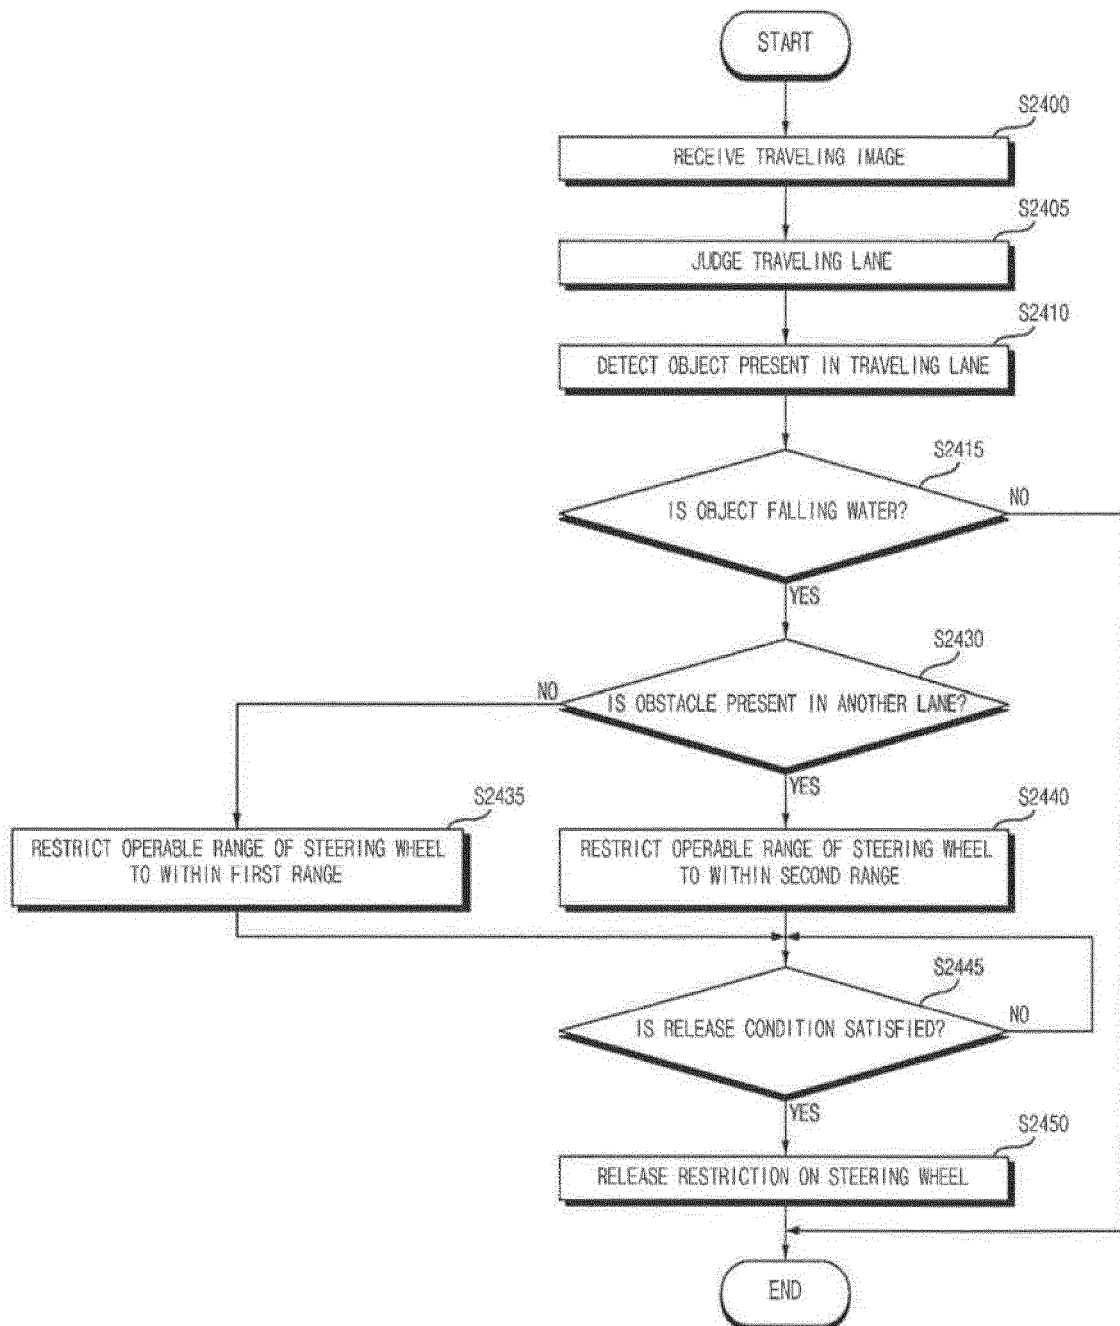 START
S2400
RECEIVE TRAVELING IMAGE
S2405
JUDGE TRAVELING LANE
S2410
DETECT OBJECT PRESENT IN TRAVELING LANE
S2415
IS OBJECT FALLING WATER?
NO
YES
S2430
IS OBSTACLE PRESENT IN ANOTHER LANE?
NO
YES
S2435
RESTRICT OPERABLE RANGE OF STEERING WHEEL
TO WITHIN FIRST RANGE
S2440
RESTRICT OPERABLE RANGE OF STEERING WHEEL
TO WITHIN SECOND RANGE
S2445
IS RELEASE CONDITION SATISFIED?
NO
YES
S2450
RELEASE RESTRICTION ON STEERING WHEEL
END